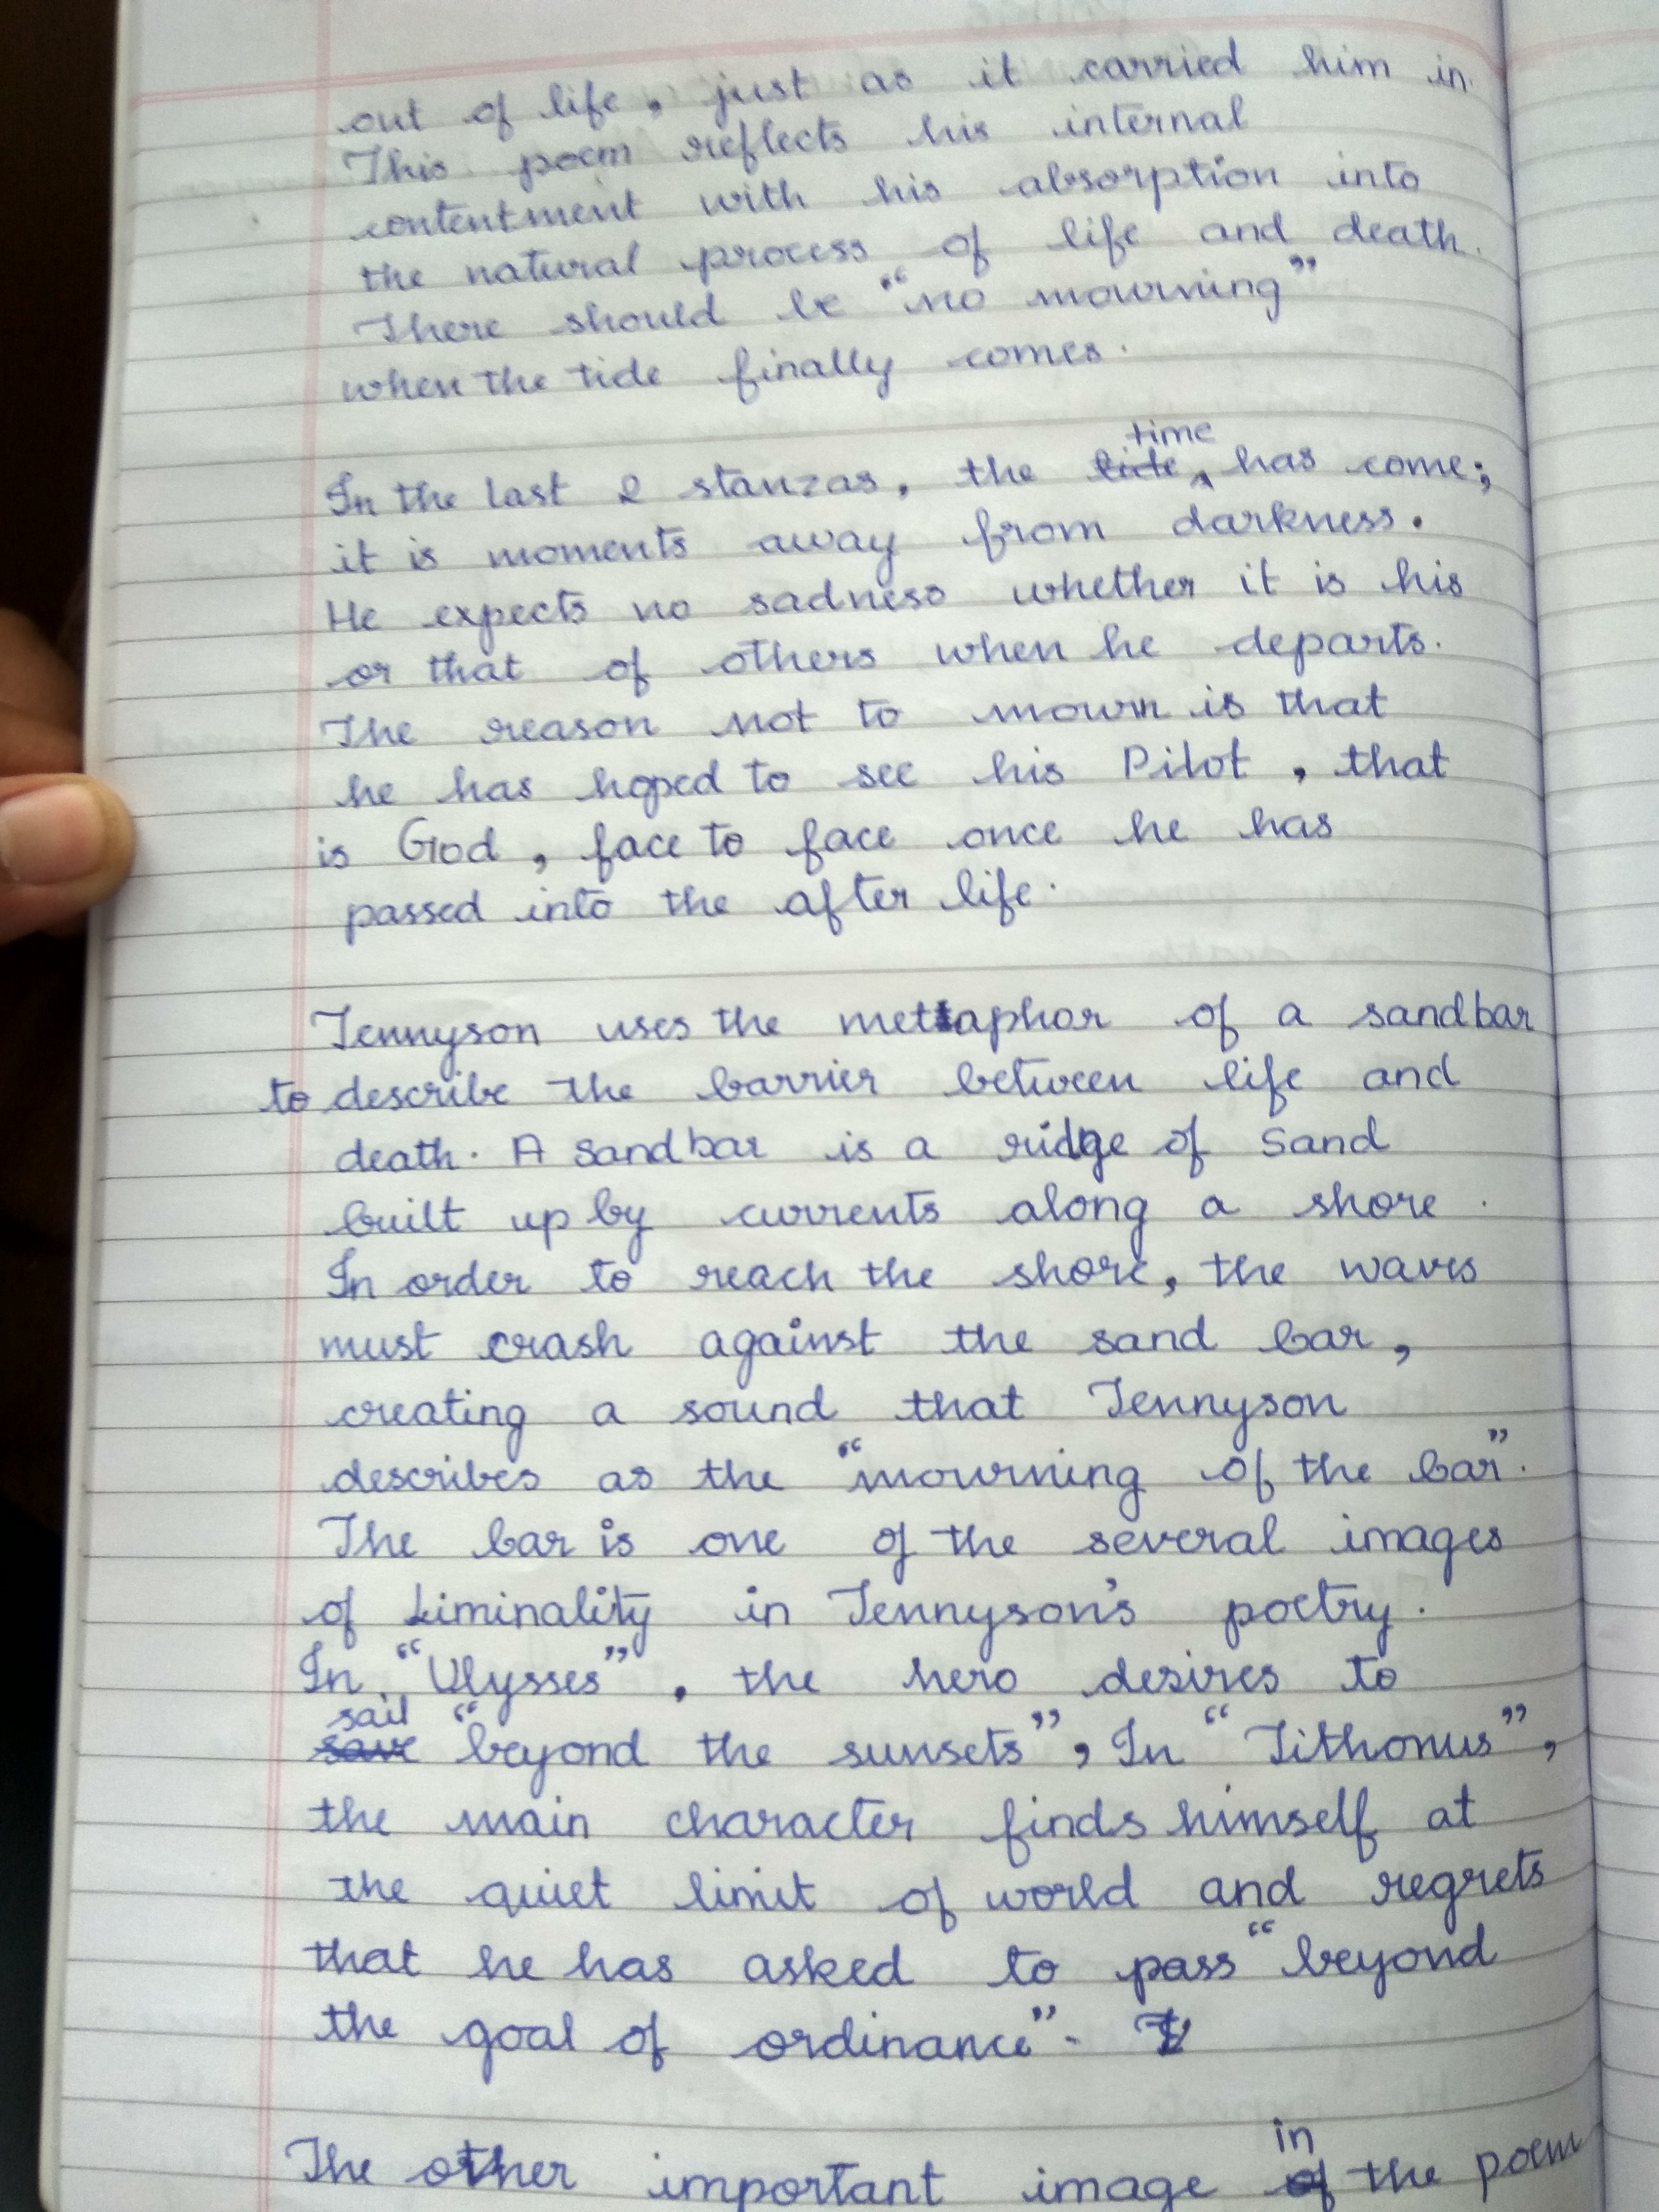 out of life, just as it carried him in.
This poem reflects his internal
contentment with his absorption into
the natural process of life and death.
There should be "no mourning"
when the tide finally comes.
In the last 2 stanzas, the time has come;
it is moments away from darkness.
He expects no sadness whether it is his
or that of others when he departs.
The reason not to mourn is that
he has hoped to see his Pilot, that
is God, face to face once he has
passed into the after life.
Tennyson uses the metaphor of a sandbar
to describe the barrier between life and
death. A sandbar is a ridge of sand
built up by currents along a shore.
In order to reach the shore, the waves
must crash against the sand bar,
creating a sound that Tennyson
describes as the "mourning of the bar".
The bar is one of the several images
of Liminality in Tennyson's poetry.
In "Ulysses", the hero desires to
sail "beyond the sunsets", In "Tithonus",
the main character finds himself at
the quiet limit of world and regrets
that he has asked to pass "beyond
the goal of ordinance".
The other important image in the poem